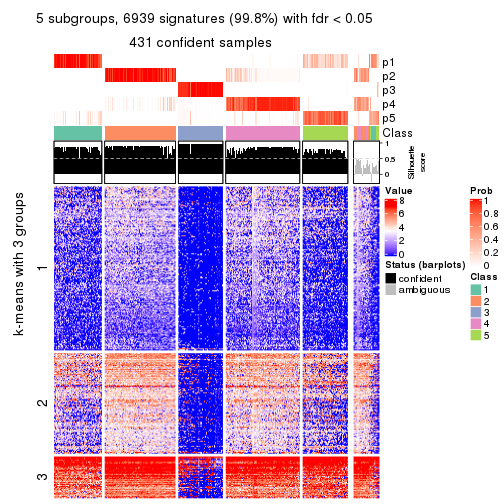 5 subgroups, 6939 signatures (99.8%) with fdr < 0.05
431 confident samples
p1
p2
p3
p4
p5
Class
1
0.5
0
Silhouette
score
k-means with 3 groups
1
2
3
Value
8
6
4
2
0
Status (barplots)
confident
ambiguous
Prob
1
0.8
0.6
0.4
0.2
0
Class
1
2
3
4
5